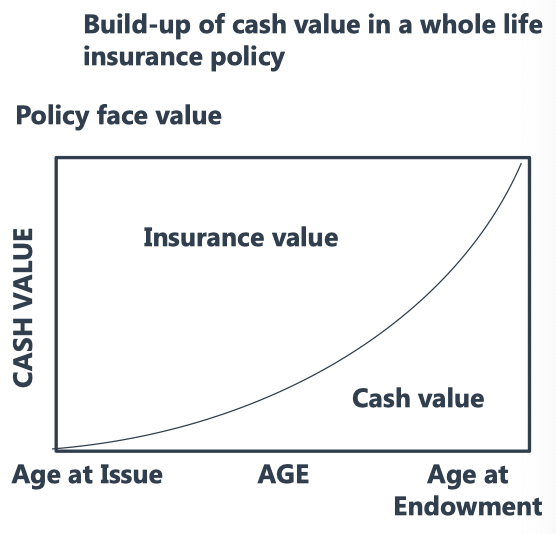 Build-up of cash value in a whole life
insurance policy
Policy face value
Insurance value
CASH VALUE
Cash value
Age at Issue
AGE
Age at
Endowment